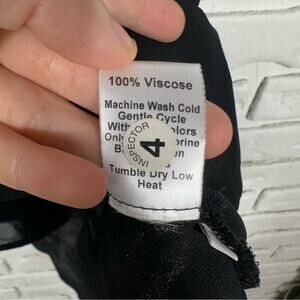 100% Viscose
Machine Wash Cold
Gentle Cycle
With
Only
Tumble Dry Low
Heat
INSPECTOR
4